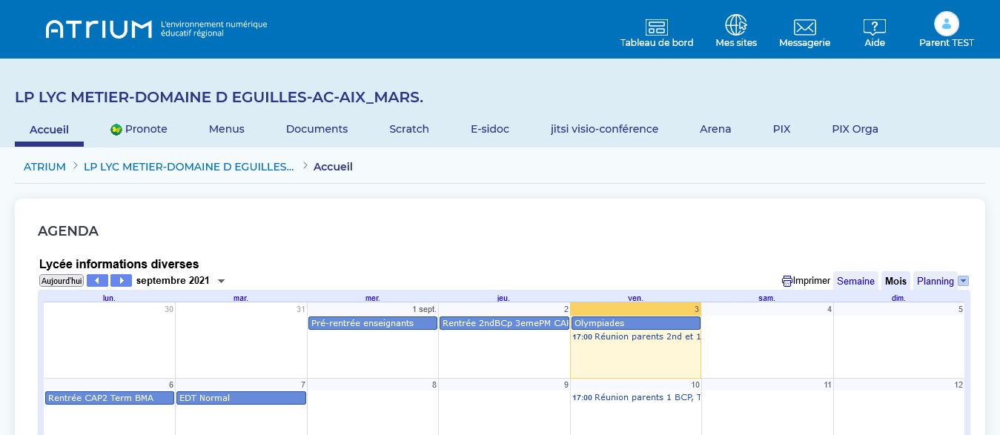 ATRIUM
L'environnement numérique
éducatif régional
Tableau de bord
Mes sites
Messagerie
Aide
Parent TEST
LP LYC METIER-DOMAINE D EGUILLES-AC-AIX_MARS.
Accueil
Pronote
Menus
Documents
Scratch
E-sidoc
jitsi visio-conférence
Arena
PIX
PIX Orga
ATRIUM
LP LYC METIER-DOMAINE D EGUILLES...
Accueil
AGENDA
Lycée informations diverses
Aujourd'hui
septembre 2021
Imprimer
Semaine
Mois
Planning
lun.
mar.
mer.
jeu.
ven.
sam.
dim.
30
31
1 sept.
2
3
4
5
Pré-rentrée enseignants
Rentrée 2ndBCp 3emePM CAP
Olympiades
17:00 Réunion parents 2nd et 1
6
7
8
9
10
11
12
Rentrée CAP2 Term BMA
EDT Normal
17:00 Réunion parents 1 BCP, T